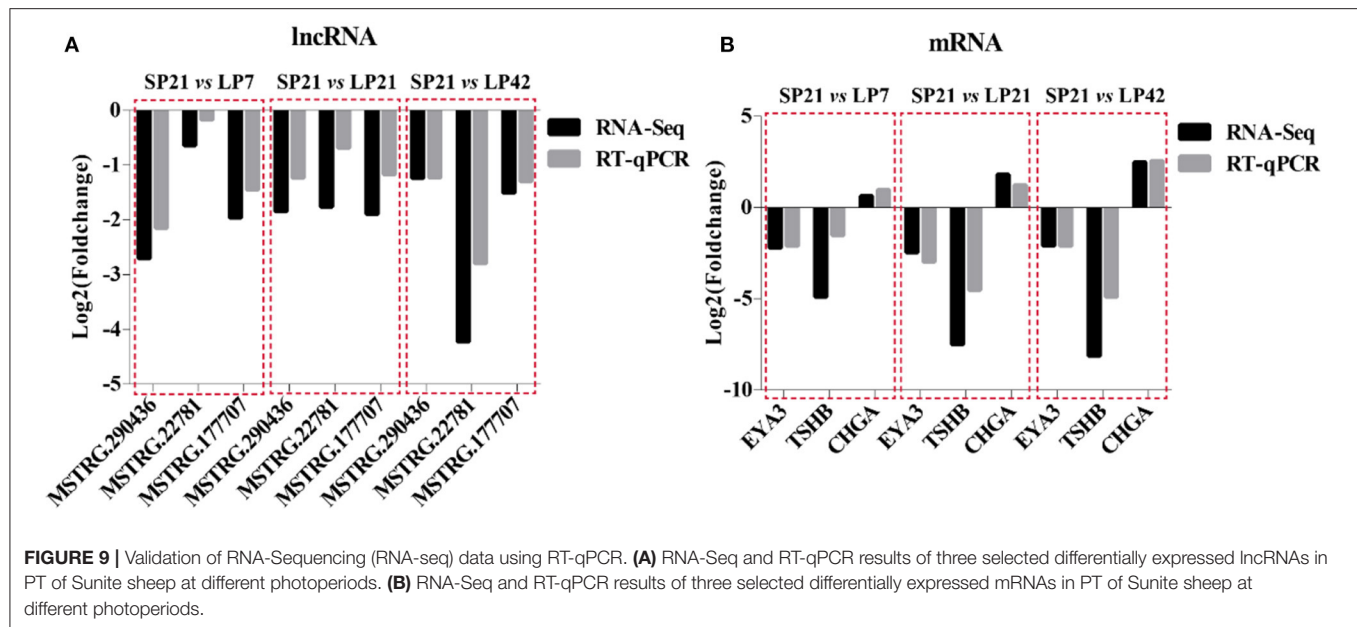 A
lncRNA
SP21 vs LP7
SP21 vs LP21
SP21 vs LP42
0
-1
-2
-3
-4
-5
Log2(Foldchange)
RNA-Seq
RT-qPCR
MSTRG.290436
MSTRG.22781
MSTRG.177707
MSTRG.290436
MSTRG.22781
MSTRG.177707
MSTRG.290436
MSTRG.22781
MSTRG.177707
B
mRNA
SP21 vs LP7
SP21 vs LP21
SP21 vs LP42
5
0
-5
-10
Log2(Foldchange)
RNA-Seq
RT-qPCR
EYA3
TSHB
CHGA
EYA3
TSHB
CHGA
EYA3
TSHB
CHGA
FIGURE 9 | Validation of RNA-Sequencing (RNA-seq) data using RT-qPCR. (A) RNA-Seq and RT-qPCR results of three selected differentially expressed lncRNAs in
PT of Sunite sheep at different photoperiods. (B) RNA-Seq and RT-qPCR results of three selected differentially expressed mRNAs in PT of Sunite sheep at
different photoperiods.